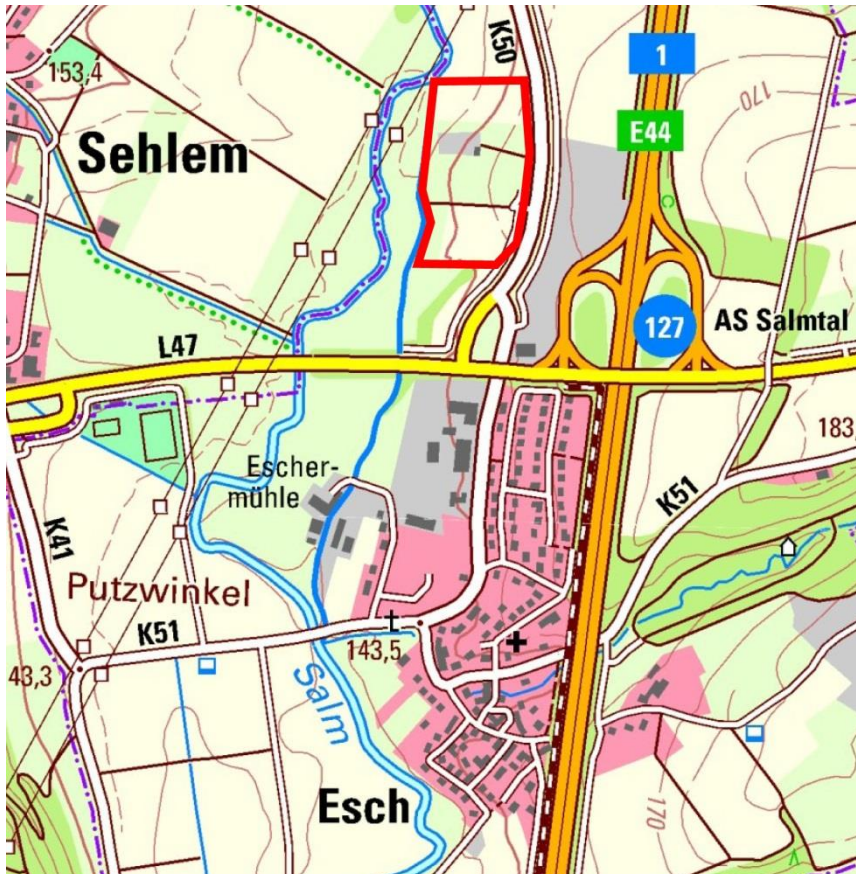 K50
1
153,4
170
Sehlem
E44
127
AS Salmtal
L47
183
Escher-
mühle
K51
K41
Putzwinkel
K51
143,5
43,3
Salm
Esch
170